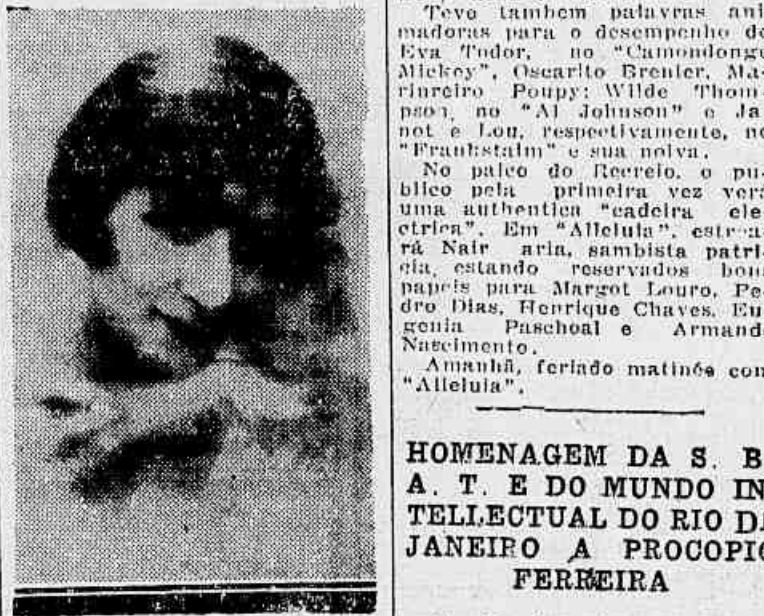 Teve tambem palavras ani-
madoras para o desempenho de
Eva Tudor, no "Camondongo
Mickey", Oscarito Brenier, Ma-
rinreiro Poupy; Wilde Thom-
pson, no "Al Johnson" e Ja-
not e Lou, respectivamente, no
"Frankstaim" e sua noiva.
No palco do Recreio, o pu-
blico pela primeira vez verá
uma authentica "cadeira ele-
ctrica". Em "Alleluia", estrea-
rá Nair aria, sambista patri-
cia, estando reservados bons
papeis para Margot Louro, Pe-
dro Dias, Henrique Chaves, Eu-
genia Paschoal e Armand
Nascimento.
Amanhã, feriado matinée com
"Alleluia".
HOMENAGEM DA S. B
A. T. E DO MUNDO IN
TELLECTUAL DO RIO D
JANEIRO A PROCOPIO
FERREIRA